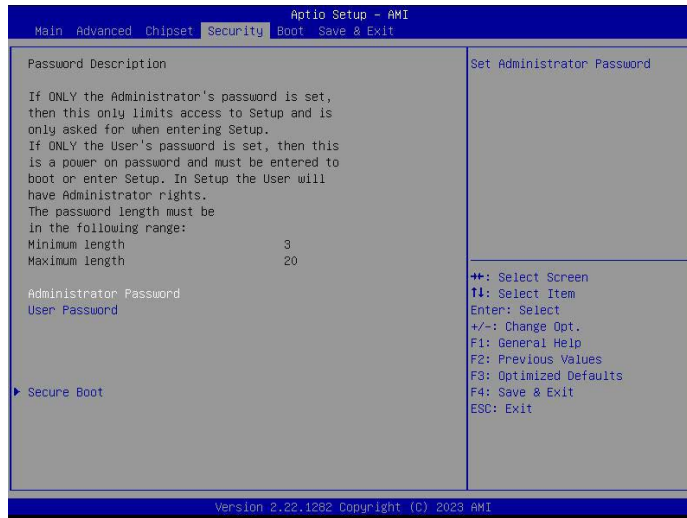 Aptio Setup – AMI
Main Advanced Chipset Security Boot Save & Exit
Password Description
If ONLY the Administrator's password is set,
then this only limits access to Setup and is
only asked for when entering Setup.
If ONLY the User's password is set, then this
is a power on password and must be entered to
boot or enter Setup. In Setup the User will
have Administrator rights.
The password length must be
in the following range:
Minimum length 3
Maximum length 20
Administrator Password
User Password
Secure Boot
Set Administrator Password
→←: Select Screen
↑↓: Select Item
Enter: Select
+/-: Change Opt.
F1: General Help
F2: Previous Values
F3: Optimized Defaults
F4: Save & Exit
ESC: Exit
Version 2.22.1282 Copyright (C) 2023 AMI